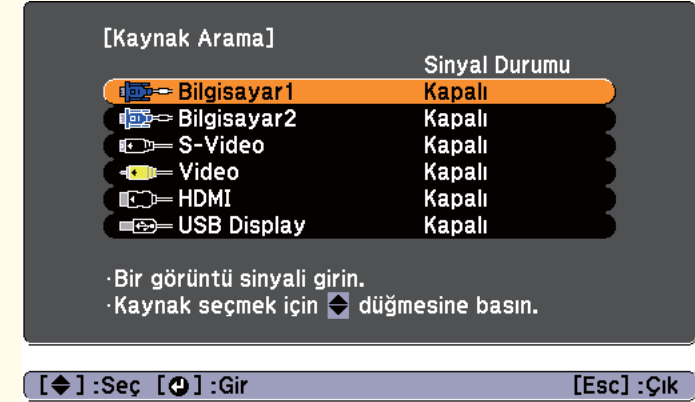 [Kaynak Arama]
Sinyal Durumu
Bilgisayar1 Kapalı
Bilgisayar2 Kapalı
S-Video Kapalı
Video Kapalı
HDMI Kapalı
USB Display Kapalı
·Bir görüntü sinyali girin.
·Kaynak seçmek için düğmesine basın.
[ ]:Seç [ ]:Gir [Esc]:Çık